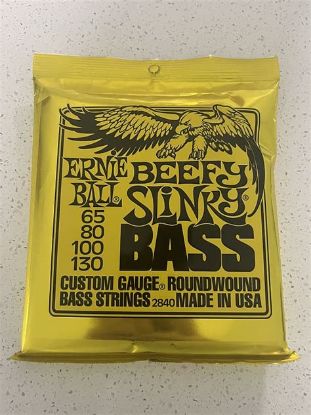 ERNIE
BALL®
BEEFY
SLINKY®
BASS
65
80
100
130
CUSTOM GAUGE® ROUNDWOUND
BASS STRINGS 2840 MADE IN USA